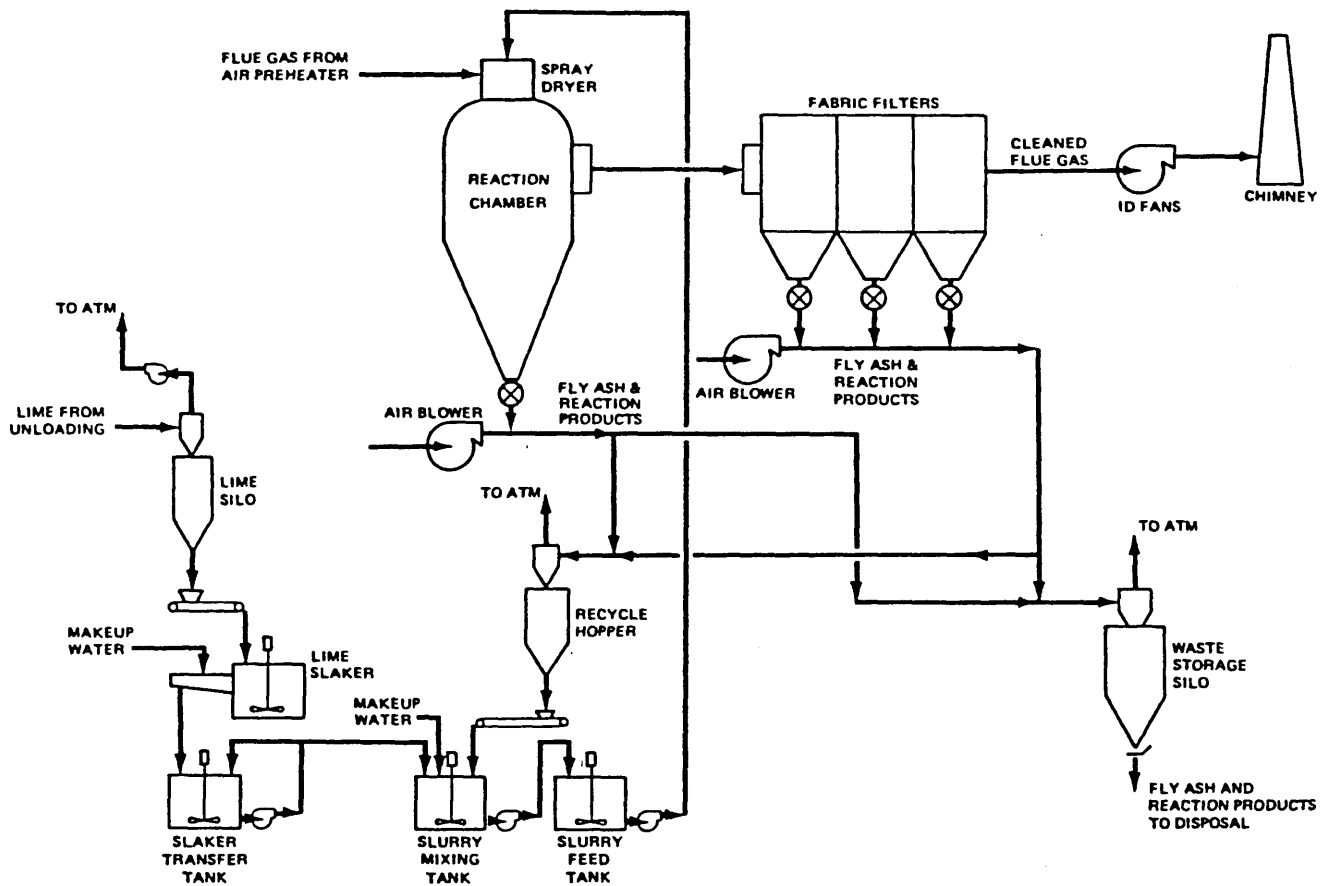 FLUE GAS FROM
AIR PREHEATER
SPRAY
DRYER
REACTION
CHAMBER
FABRIC FILTERS
CLEANED
FLUE GAS
ID FANS
CHIMNEY
TO ATM
LIME FROM
UNLOADING
LIME
SILO
AIR BLOWER
FLY ASH &
REACTION
PRODUCTS
AIR BLOWER
FLY ASH &
REACTION
PRODUCTS
TO ATM
RECYCLE
HOPPER
TO ATM
WASTE
STORAGE
SILO
MAKEUP
WATER
LIME
SLAKER
MAKEUP
WATER
SLAKER
TRANSFER
TANK
SLURRY
MIXING
TANK
SLURRY
FEED
TANK
FLY ASH AND
REACTION PRODUCTS
TO DISPOSAL